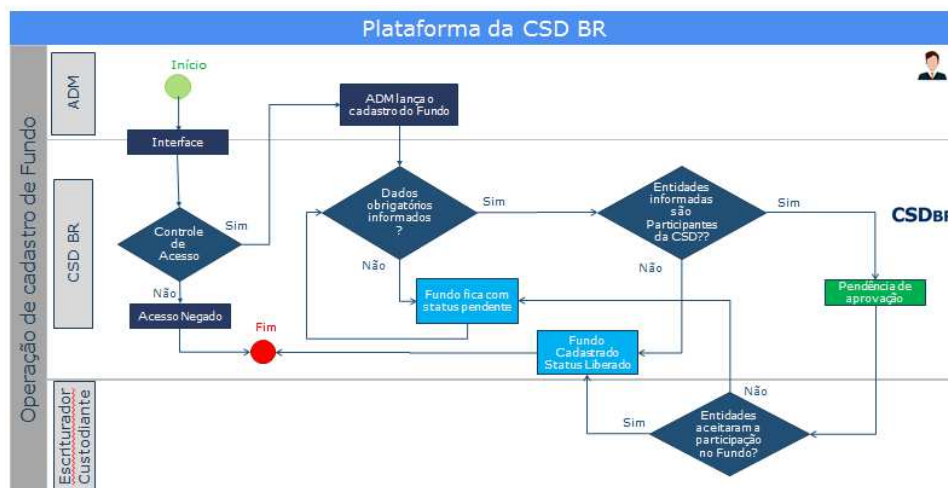 Plataforma da CSD BR
Operação de cadastro de Fundo
ADM
Início
ADM lança o
cadastro do Fundo
Interface
CSD BR
Controle
de
Acesso
Sim
Não
Acesso Negado
Fim
Dados
obrigatórios
informados
?
Sim
Não
Fundo fica com
status pendente
Entidades
informadas
são
Participantes
da CSD??
Sim
Não
CSDBR
Pendência de
aprovação
Fundo
Cadastrado
Status Liberado
Escriturador
Custodiante
Sim
Não
Entidades
aceitaram a
participação
no Fundo?